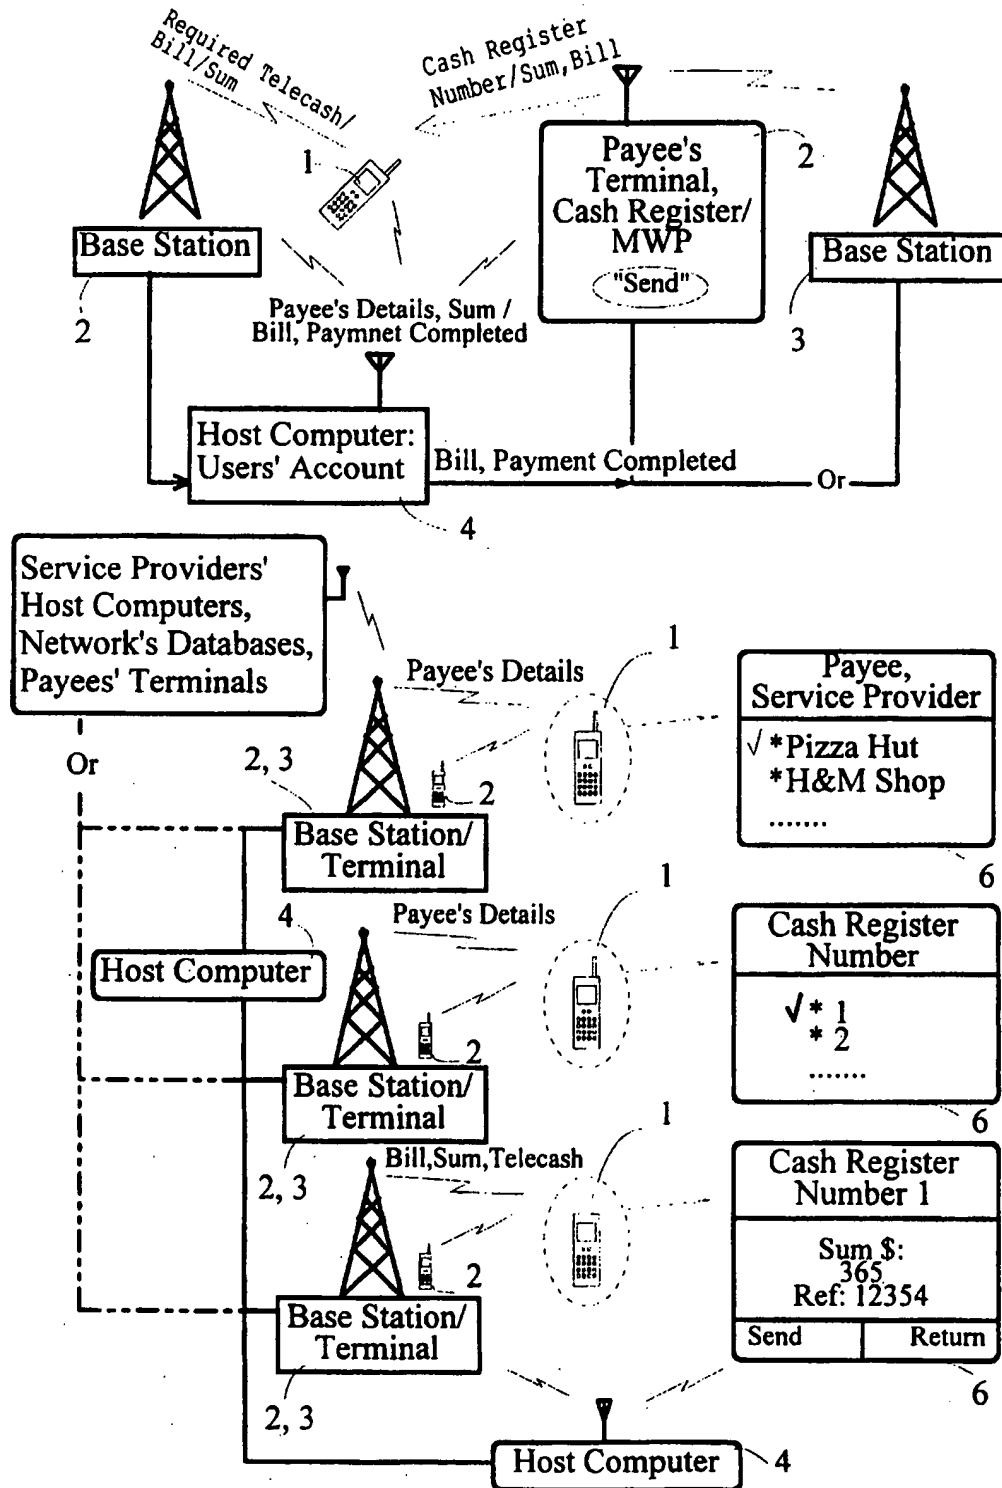 Required Telecash/
Bill/Sum
Cash Register
Number/Sum,Bill
1
Payee's
Terminal,
Cash Register/
MWP
"Send"
2
Base Station
2
Base Station
3
Payee's Details, Sum /
Bill, Paymnet Completed
Host Computer:
Users' Account
Bill, Payment Completed
Or
4
Service Providers'
Host Computers,
Network's Databases,
Payees' Terminals
Or
Payee's Details
1
2, 3
2
Base Station/
Terminal
Payee,
Service Provider
√ *Pizza Hut
*H&M Shop
.......
6
4
Host Computer
Payee's Details
1
2
Base Station/
Terminal
2, 3
Cash Register
Number
√ * 1
* 2
.......
6
Bill,Sum,Telecash
1
2
Base Station/
Terminal
2, 3
Cash Register
Number 1
Sum $:
365
Ref: 12354
Send Return
6
Host Computer
4